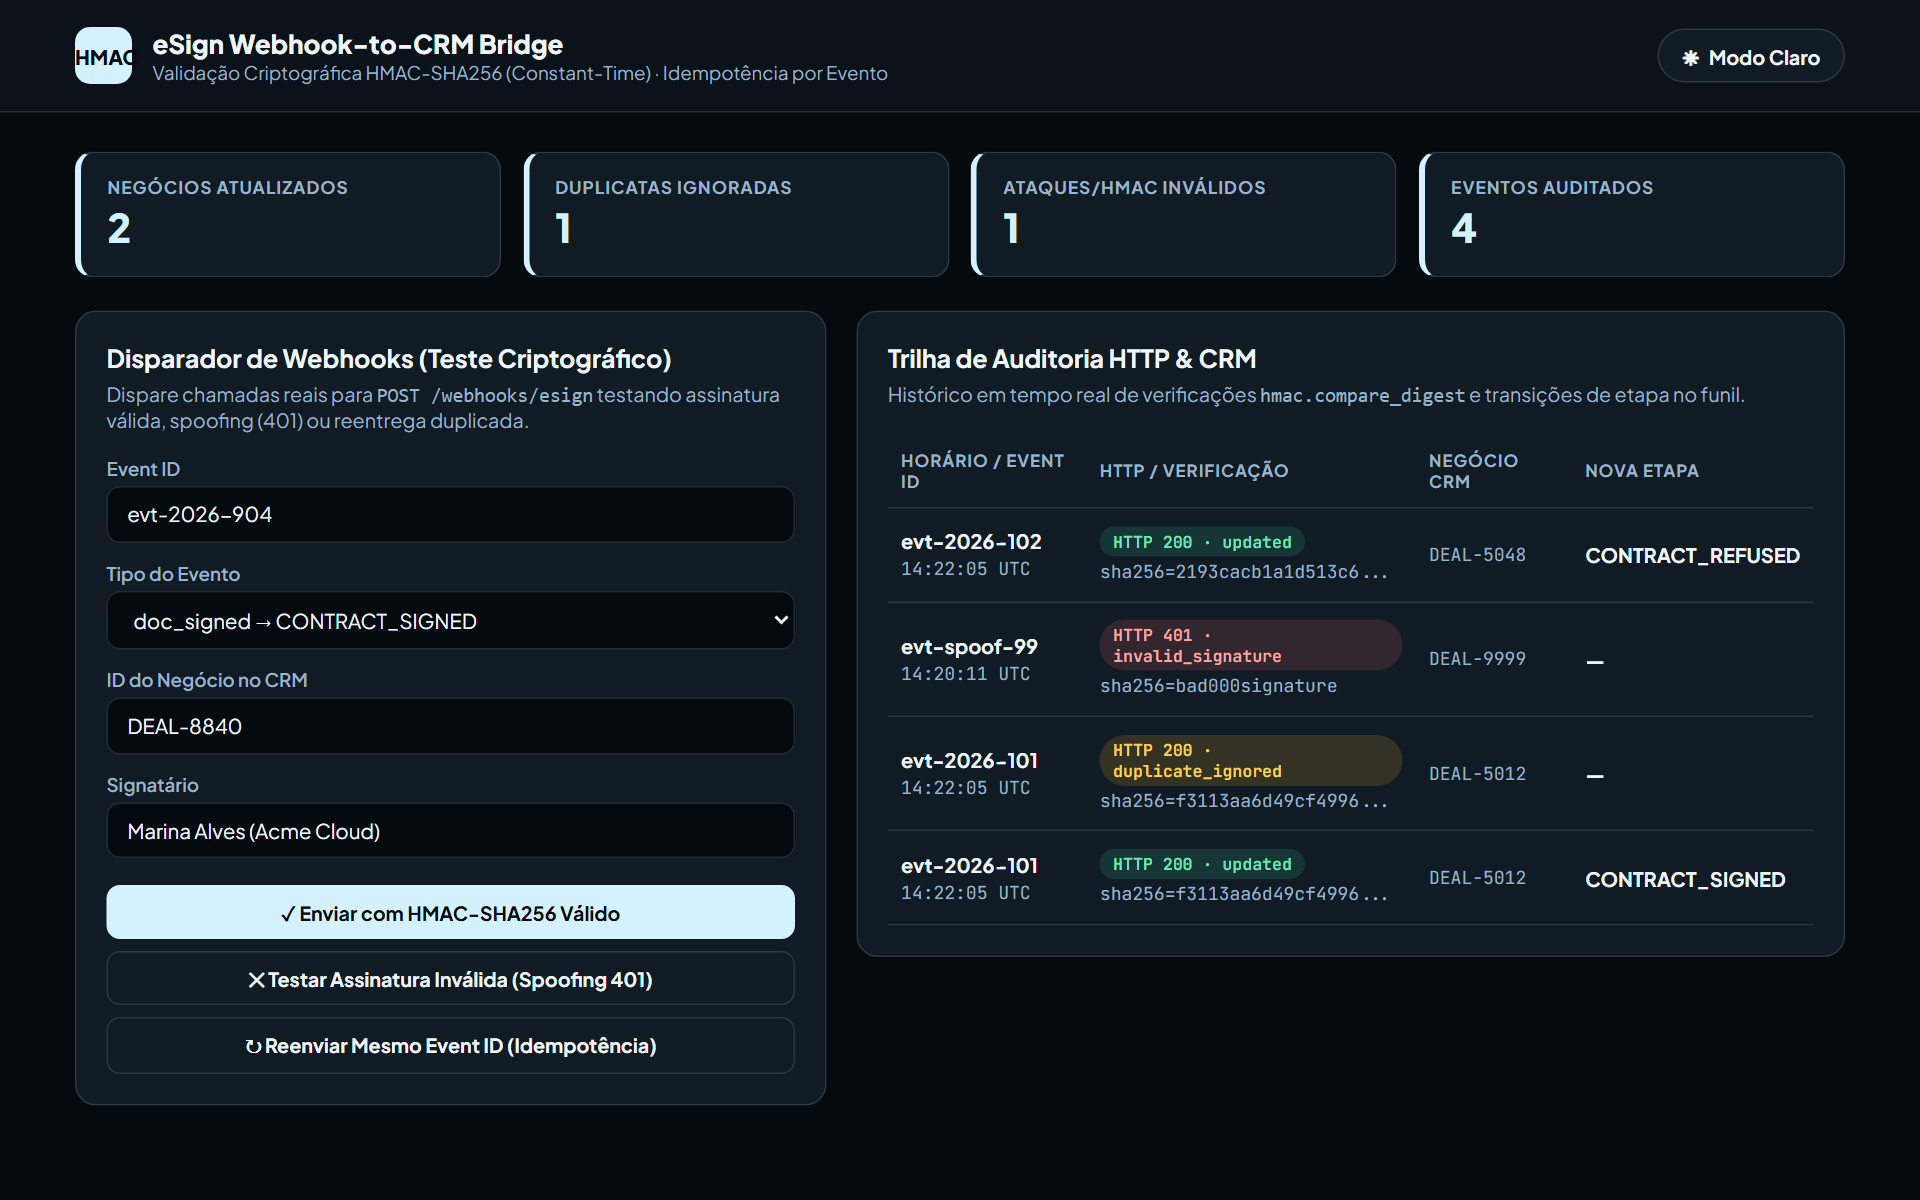 HMAC
eSign Webhook-to-CRM Bridge
Validação Criptográfica HMAC-SHA256 (Constant-Time) · Idempotência por Evento
✱ Modo Claro
NEGÓCIOS ATUALIZADOS
2
DUPLICATAS IGNORADAS
1
ATAQUES/HMAC INVÁLIDOS
1
EVENTOS AUDITADOS
4
Disparador de Webhooks (Teste Criptográfico)
Dispare chamadas reais para POST /webhooks/esign testando assinatura
válida, spoofing (401) ou reentrega duplicada.
Event ID
evt-2026-904
Tipo do Evento
doc_signed → CONTRACT_SIGNED
ID do Negócio no CRM
DEAL-8840
Signatário
Marina Alves (Acme Cloud)
✓ Enviar com HMAC-SHA256 Válido
✕ Testar Assinatura Inválida (Spoofing 401)
↻ Reenviar Mesmo Event ID (Idempotência)
Trilha de Auditoria HTTP & CRM
Histórico em tempo real de verificações hmac.compare_digest e transições de etapa no funil.
HORÁRIO / EVENT
ID
HTTP / VERIFICAÇÃO
NEGÓCIO
CRM
NOVA ETAPA
evt-2026-102
14:22:05 UTC
HTTP 200 · updated
sha256=2193cacb1a1d513c6...
DEAL-5048
CONTRACT_REFUSED
evt-spoof-99
14:20:11 UTC
HTTP 401 ·
invalid_signature
sha256=bad000signature
DEAL-9999
—
evt-2026-101
14:22:05 UTC
HTTP 200 ·
duplicate_ignored
sha256=f3113aa6d49cf4996...
DEAL-5012
—
evt-2026-101
14:22:05 UTC
HTTP 200 · updated
sha256=f3113aa6d49cf4996...
DEAL-5012
CONTRACT_SIGNED